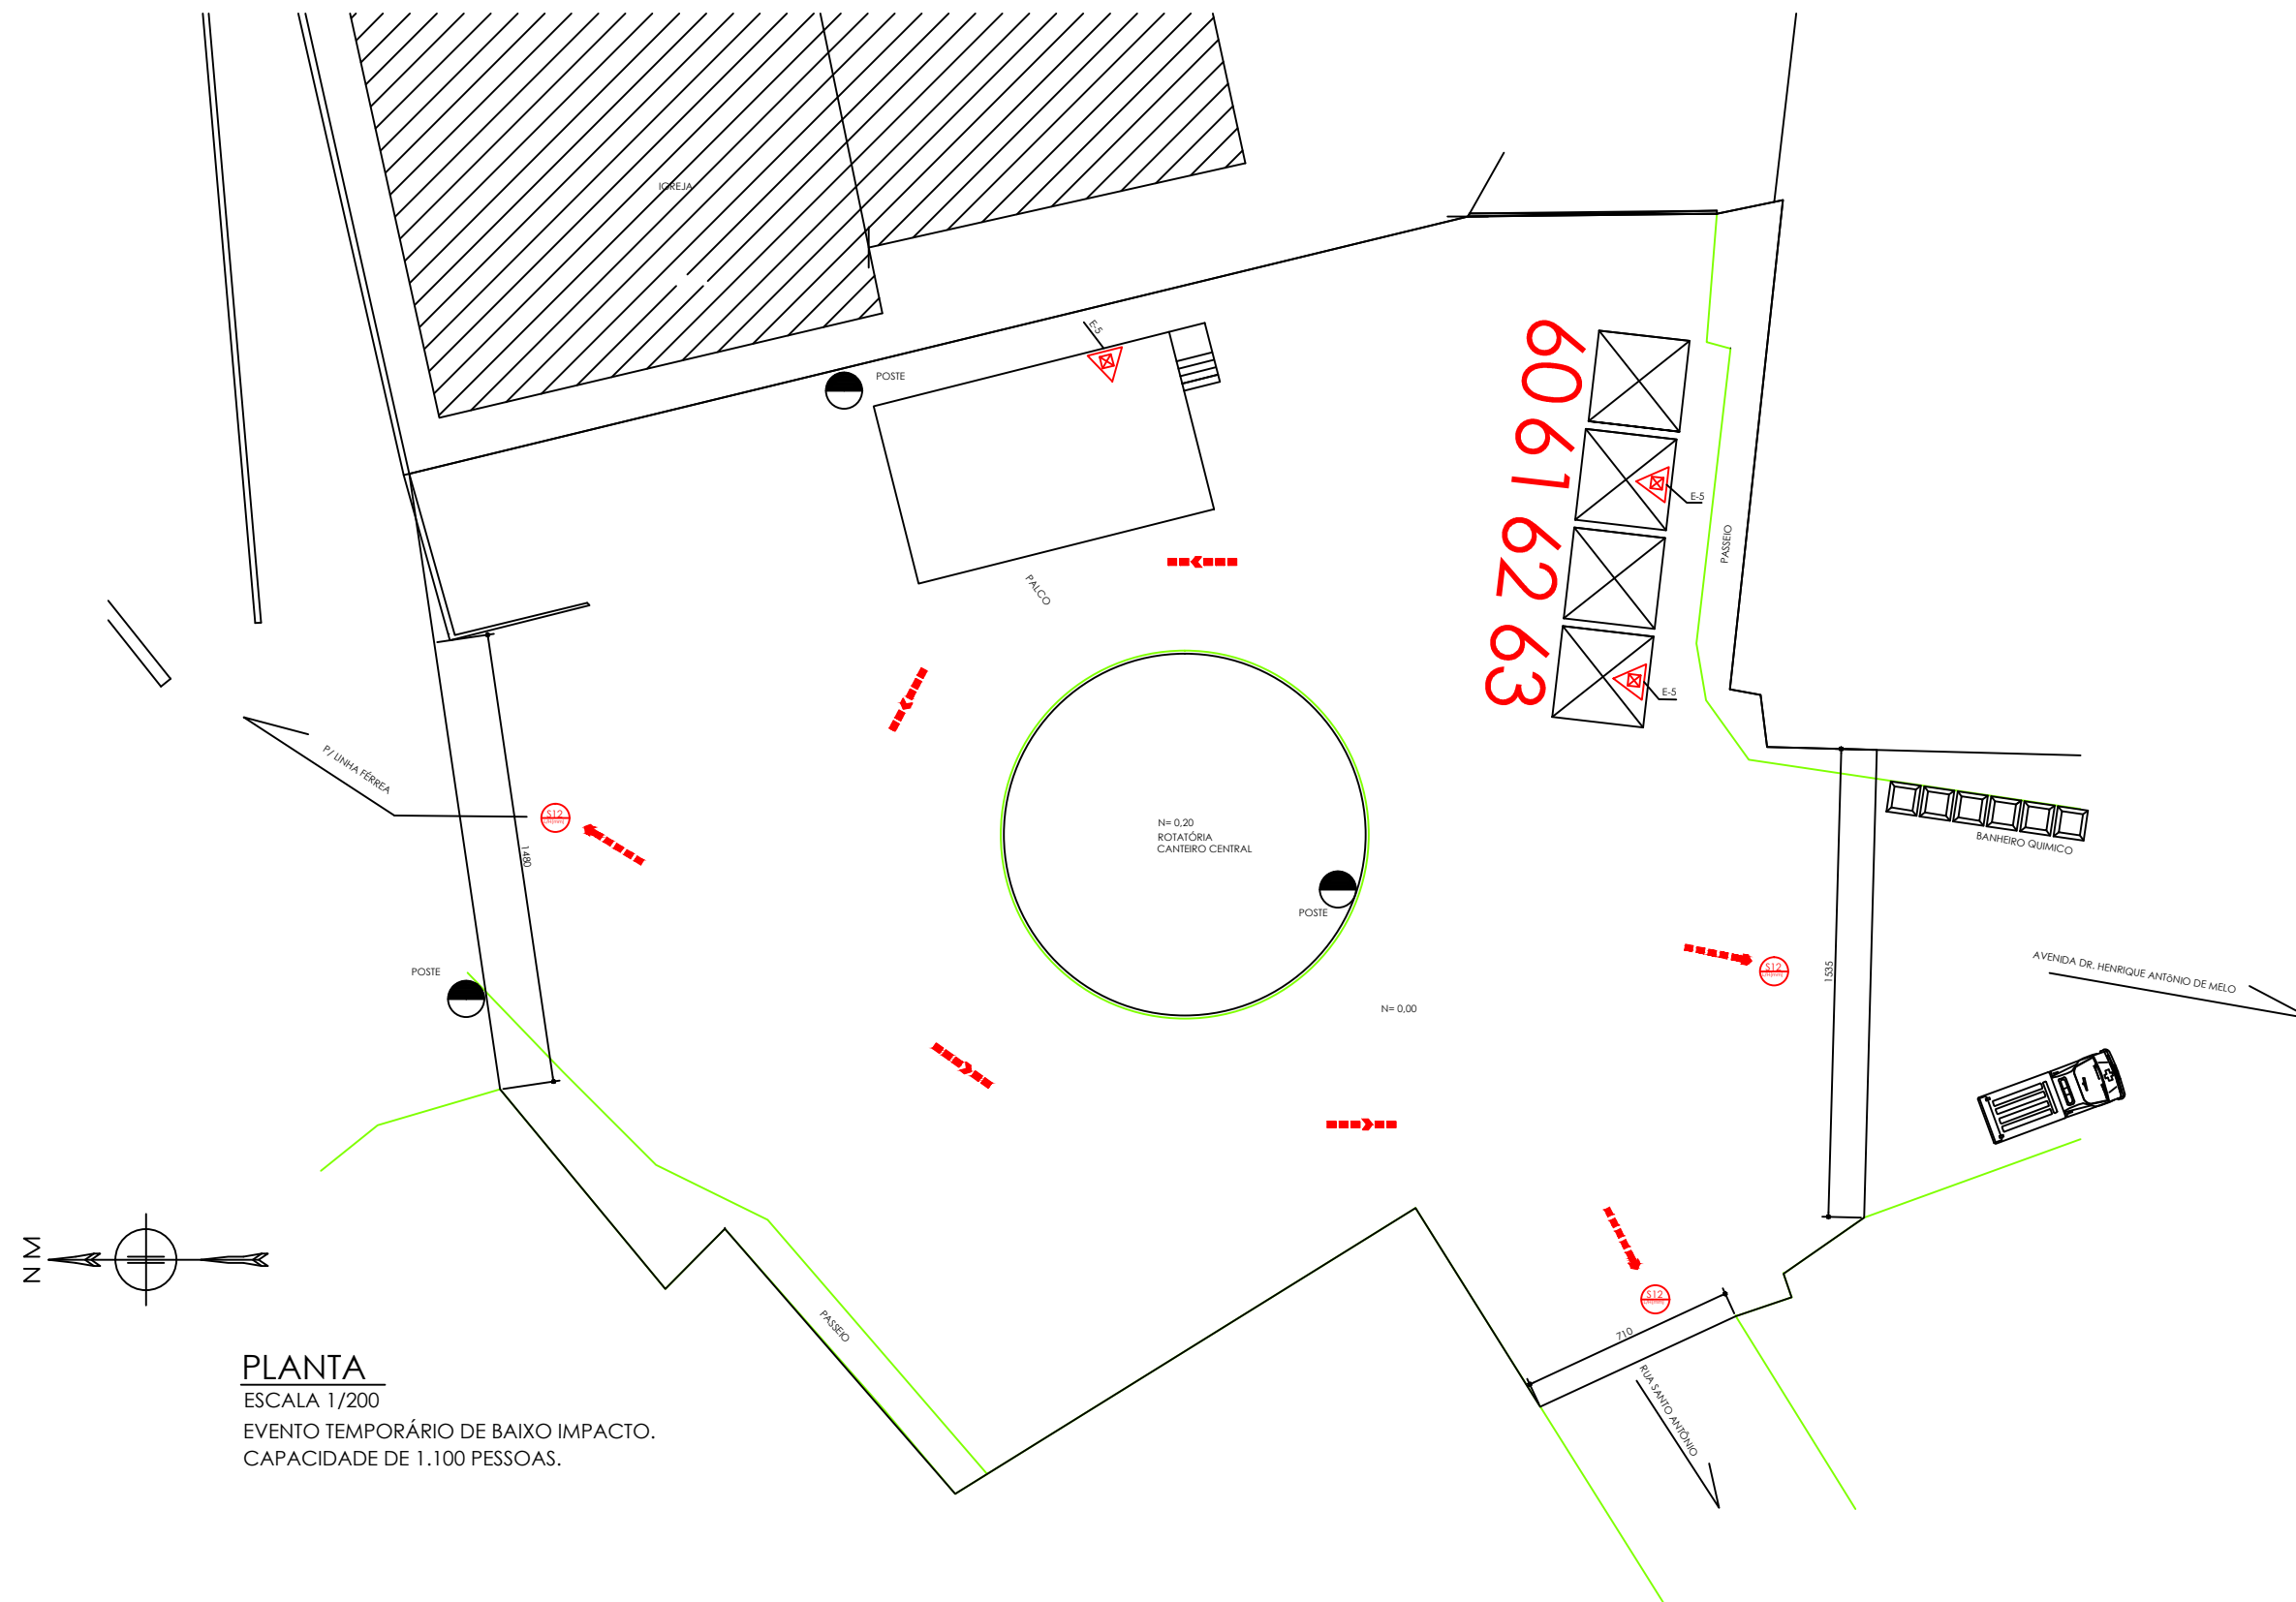 IGREJA
E-5
POSTE
60
61
62
63
E-5
PASSEIO
PALCO
E-5
P/ LINHA FÉRREA
S12
1480
N= 0,20
ROTATÓRIA
CANTEIRO CENTRAL
POSTE
BANHEIRO QUIMICO
POSTE
S12
1535
AVENIDA DR. HENRIQUE ANTÔNIO DE MELO
N= 0,00
N M
S12
710
PASSEIO
RUA SANTO ANTÔNIO
PLANTA
ESCALA 1/200
EVENTO TEMPORÁRIO DE BAIXO IMPACTO.
CAPACIDADE DE 1.100 PESSOAS.